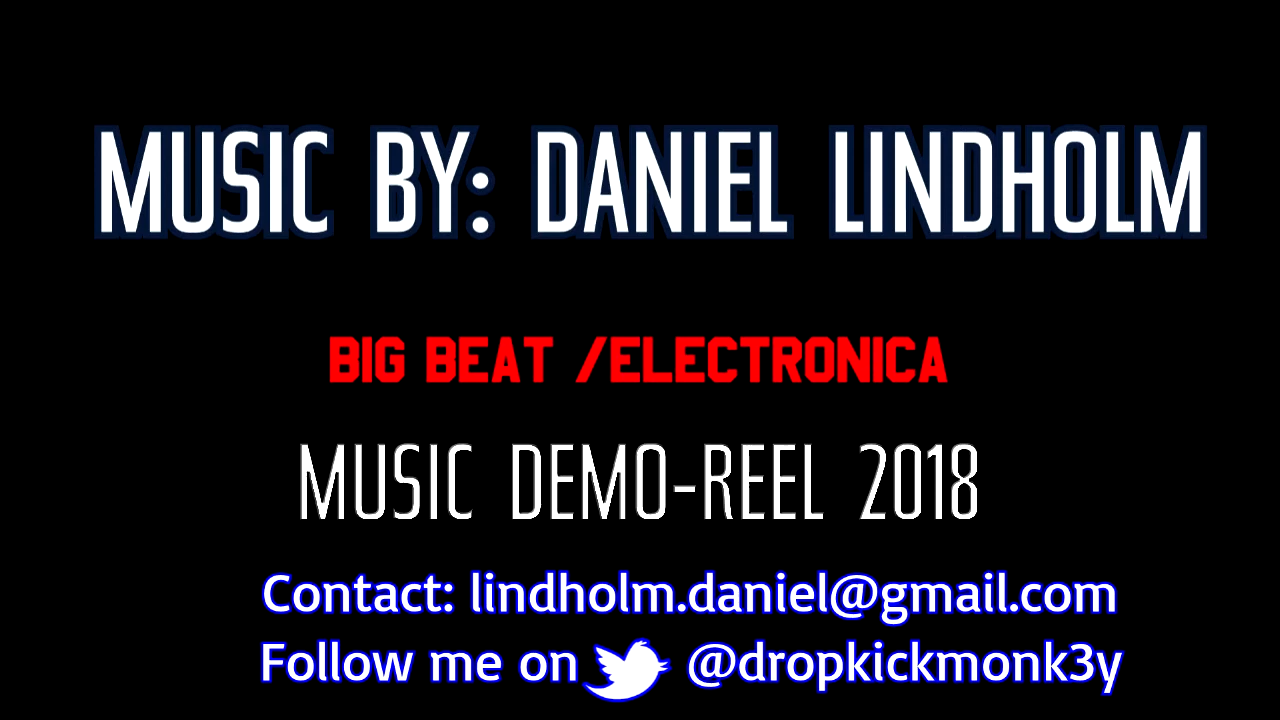 MUSIC BY: DANIEL LINDHOLM
BIG BEAT /ELECTRONICA
MUSIC DEMO-REEL 2018
Contact: lindholm.daniel@gmail.com
Follow me on @dropkickmonk3y